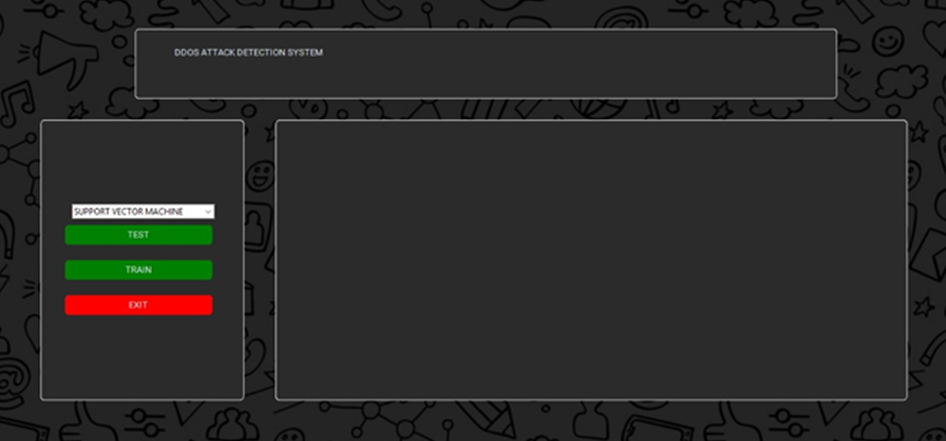 DDOS ATTACK DETECTION SYSTEM
SUPPORT VECTOR MACHINE
TEST
TRAIN
EXIT